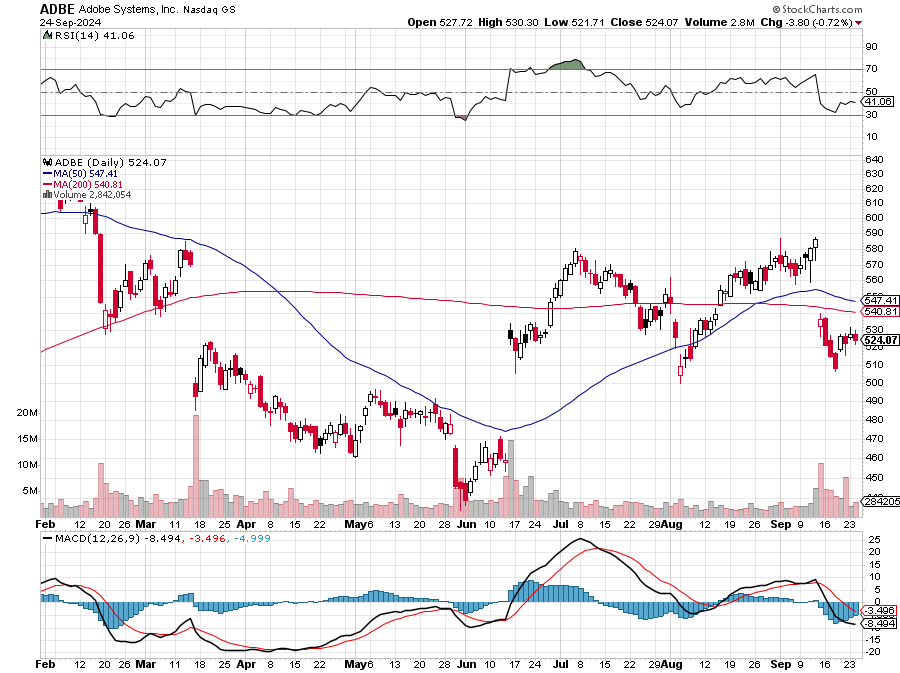 ADBE Adobe Systems, Inc. Nasdaq GS © StockCharts.com
24-Sep-2024 Open 527.72 High 530.30 Low 521.71 Close 524.07 Volume 2.8M Chg -3.80 (-0.72%)
RSI(14) 41.06
90
70
50
41.06
30
10
ADBE (Daily) 524.07
MA(50) 547.41
MA(200) 540.81
Volume 2,842,054
640
630
620
610
600
590
580
570
560
547.41
540.81
530
524.07
510
500
490
480
470
460
450
284205
20M
15M
10M
5M
Feb 12 20 26 Mar 11 18 25 Apr 8 15 22 May 6 13 20 28 Jun 10 17 24 Jul 8 15 22 29 Aug 12 19 26 Sep 9 16 23
MACD(12,26,9) -8.494, -3.496, -4.999
25
20
15
10
5
0
-3.496
-8.494
-15
-20
Feb 12 20 26 Mar 11 18 25 Apr 8 15 22 May 6 13 20 28 Jun 10 17 24 Jul 8 15 22 29 Aug 12 19 26 Sep 9 16 23